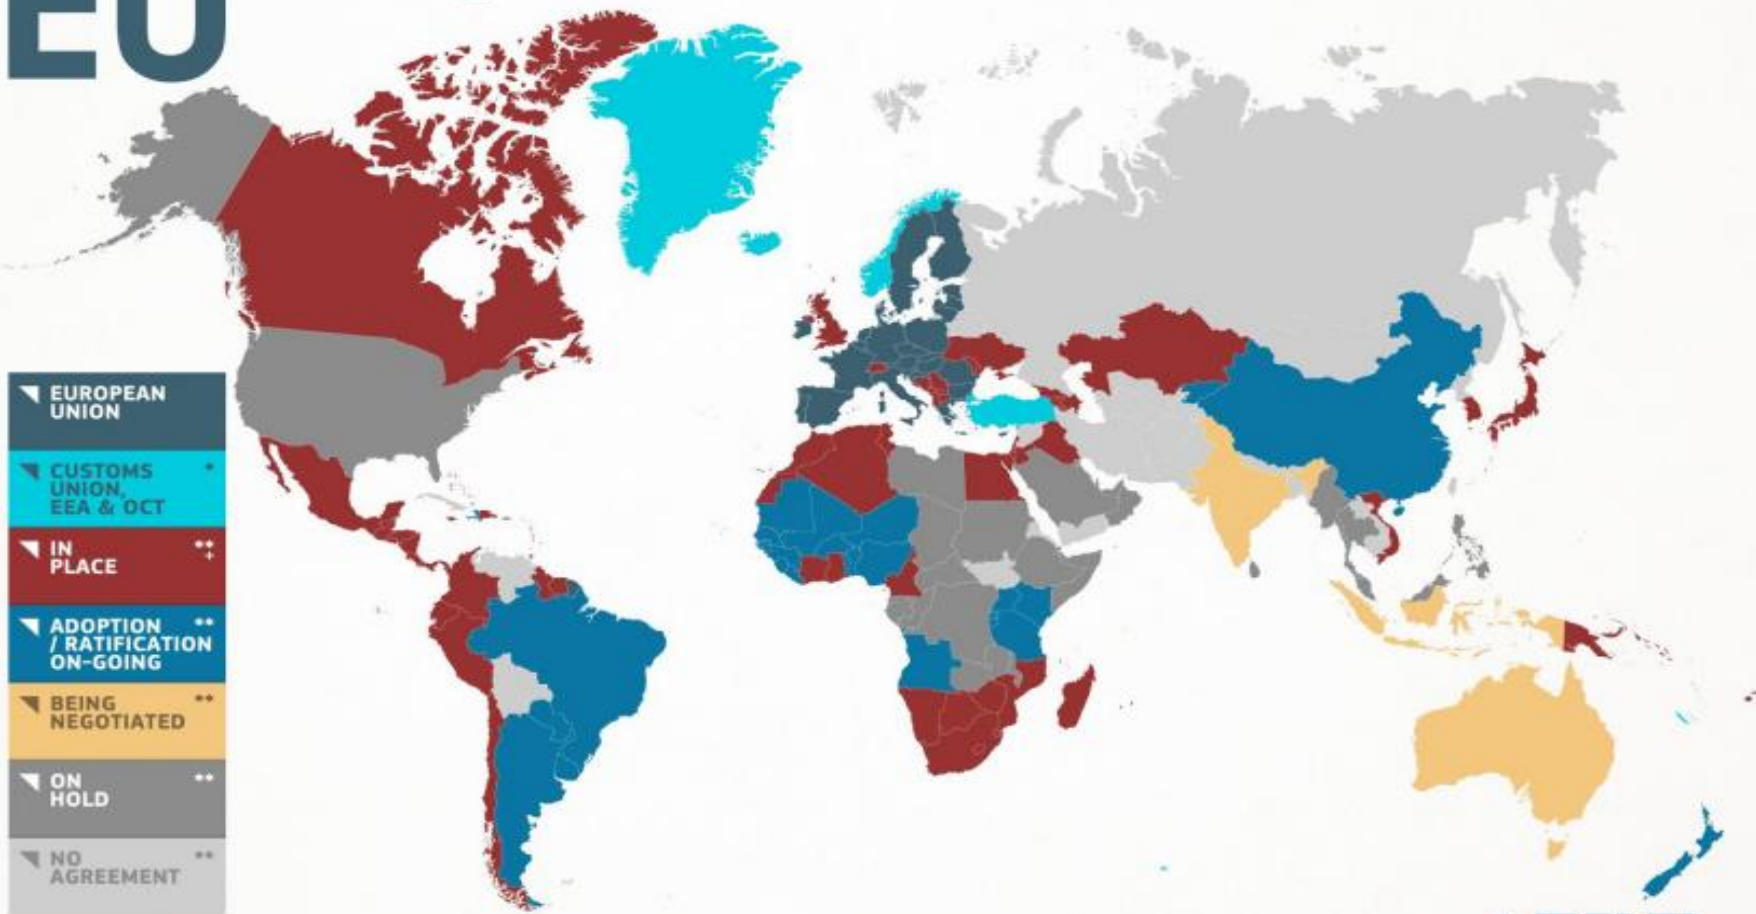 EU
EUROPEAN
UNION
CUSTOMS *
UNION,
EEA & OCT
IN **
PLACE +
ADOPTION **
/ RATIFICATION
ON-GOING
BEING **
NEGOTIATED
ON **
HOLD
NO **
AGREEMENT